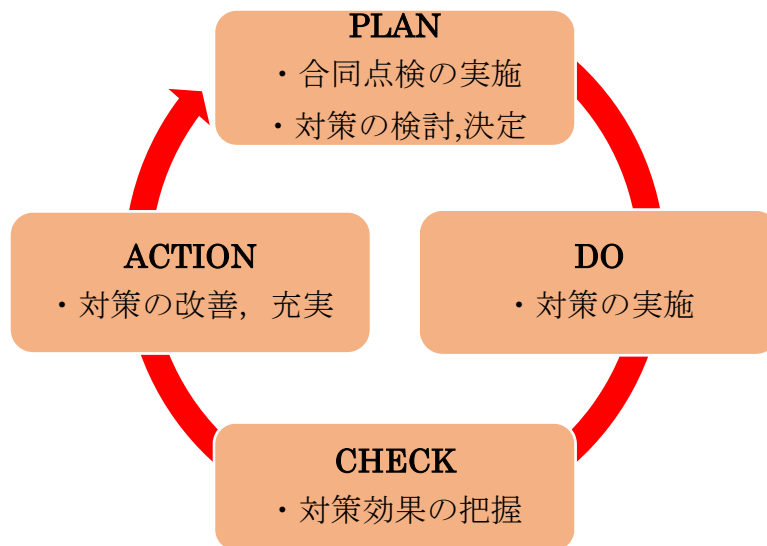 PLAN
・合同点検の実施
・対策の検討,決定
ACTION
・対策の改善，充実
DO
・対策の実施
CHECK
・対策効果の把握